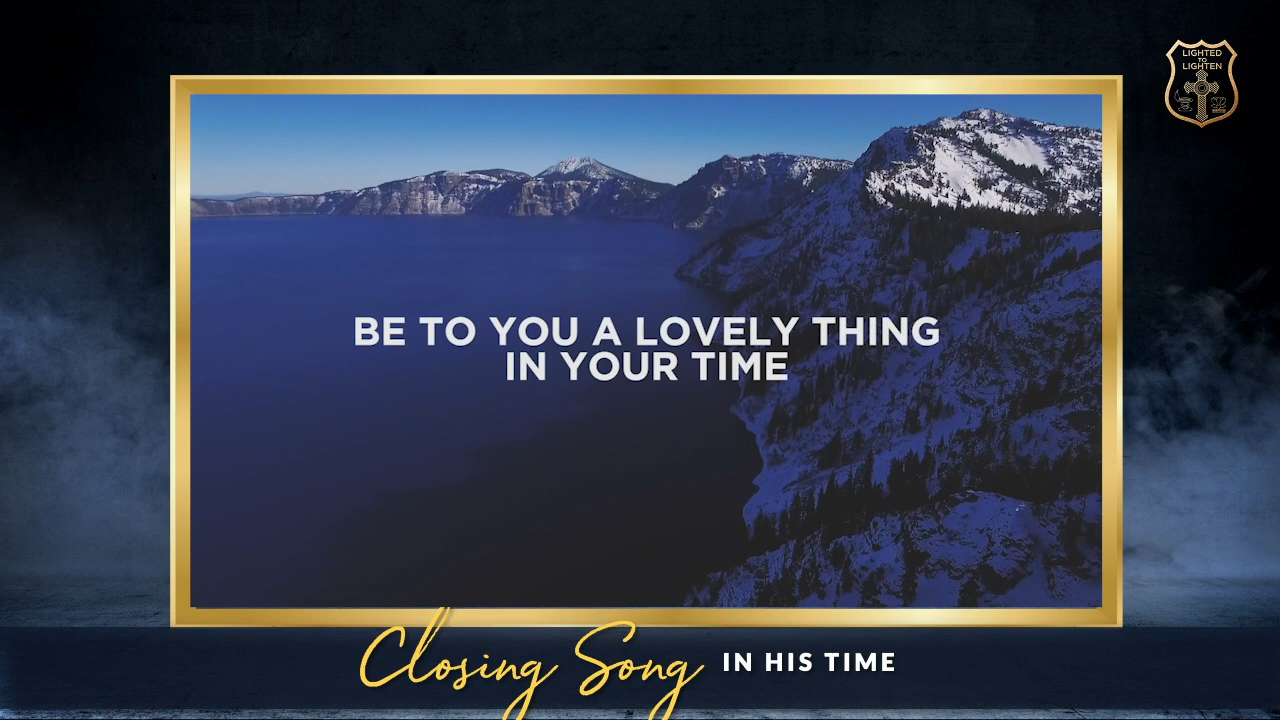 LIGHTED
TO
LIGHTEN
BE TO YOU A LOVELY THING
IN YOUR TIME
Closing Song IN HIS TIME